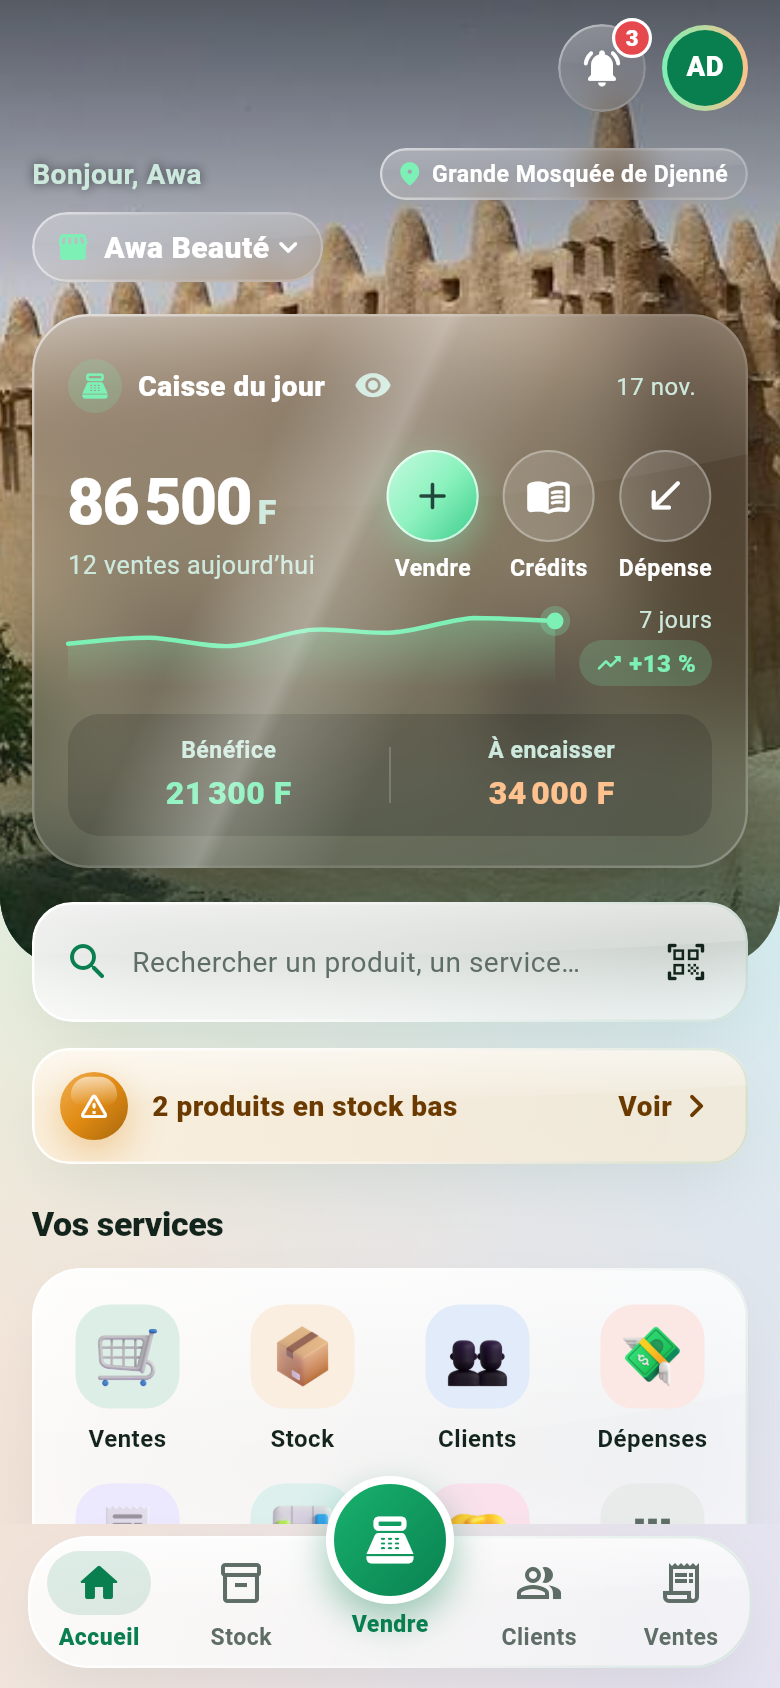 3
AD
Bonjour, Awa
Grande Mosquée de Djenné
Awa Beauté
Caisse du jour
17 nov.
86 500 F
12 ventes aujourd’hui
Vendre
Crédits
Dépense
7 jours
+13 %
Bénéfice
À encaisser
21 300 F
34 000 F
Rechercher un produit, un service…
2 produits en stock bas
Voir
Vos services
Ventes
Stock
Clients
Dépenses
Accueil
Stock
Vendre
Clients
Ventes